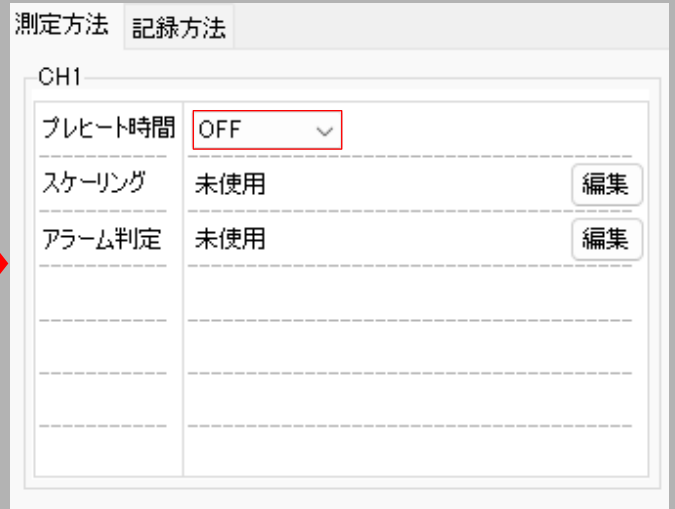 測定方法 記録方法
CH1
プレヒート時間 OFF
スケーリング 未使用 編集
アラーム判定 未使用 編集